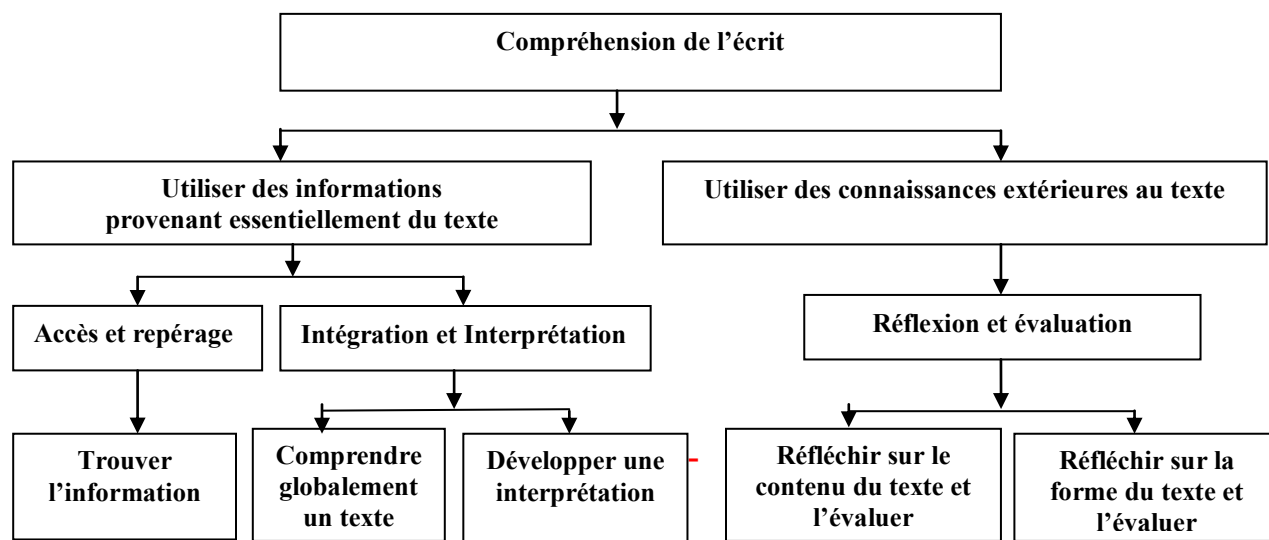 Compréhension de l’écrit
Utiliser des informations
provenant essentiellement du texte
Utiliser des connaissances extérieures au texte
Accès et repérage
Intégration et Interprétation
Réflexion et évaluation
Trouver
l’information
Comprendre
globalement
un texte
Développer une
interprétation
Réfléchir sur le
contenu du texte et
l’évaluer
Réfléchir sur la
forme du texte et
l’évaluer